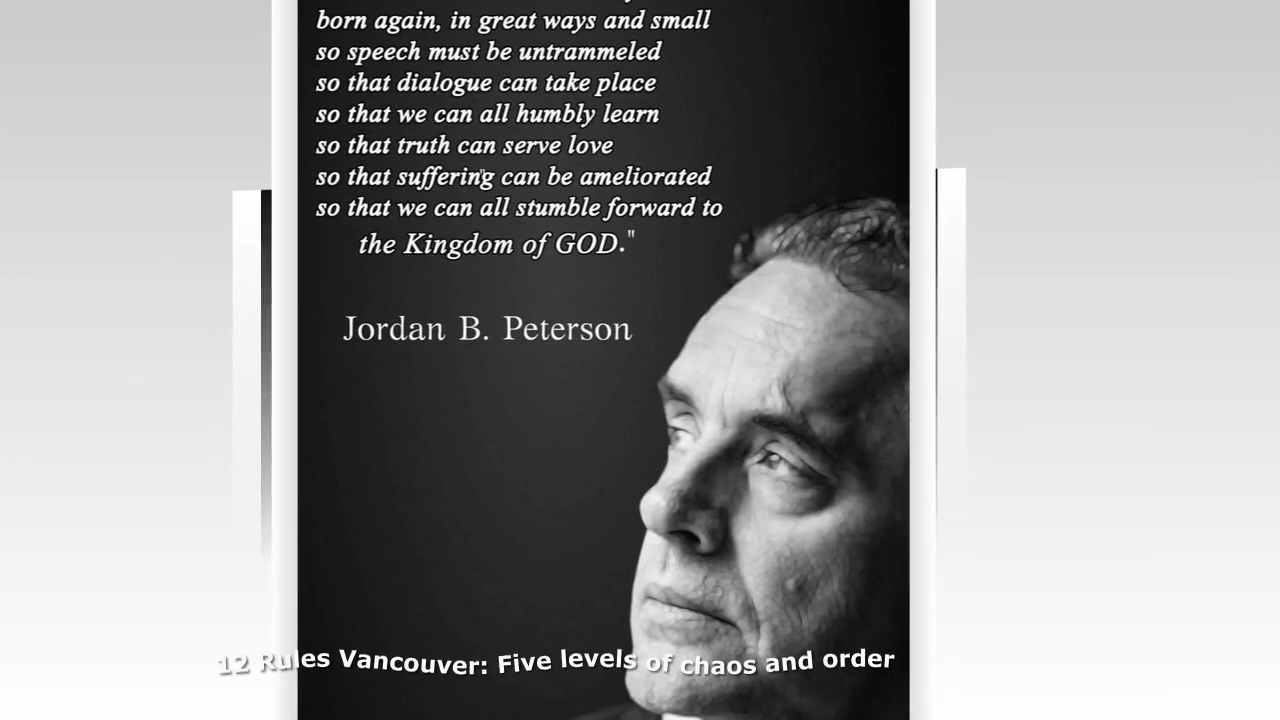 born again, in great ways and small
so speech must be untrammeled
so that dialogue can take place
so that we can all humbly learn
so that truth can serve love
so that suffering can be ameliorated
so that we can all stumble forward to
the Kingdom of GOD."
Jordan B. Peterson
12 Rules Vancouver: Five levels of chaos and order